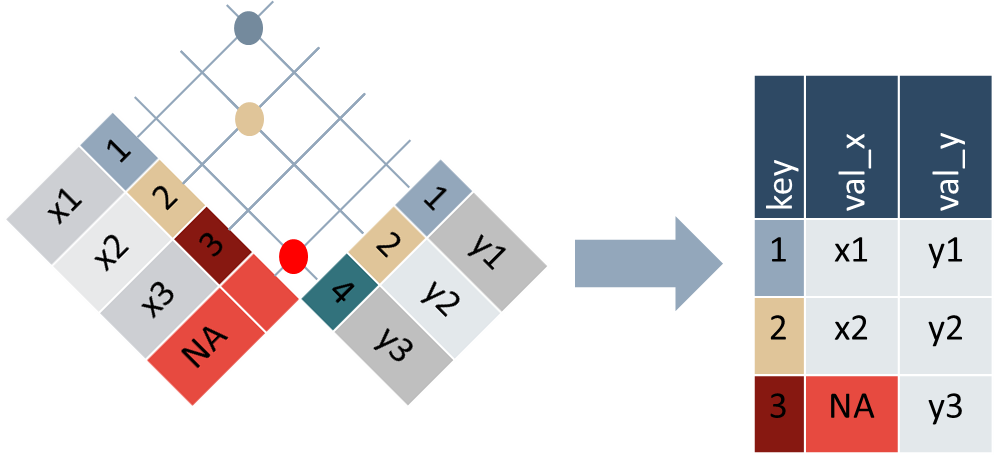 1
x1
2
x2
3
x3
NA
1
y1
2
y2
4
y3
key val_x val_y
1 x1 y1
2 x2 y2
3 NA y3